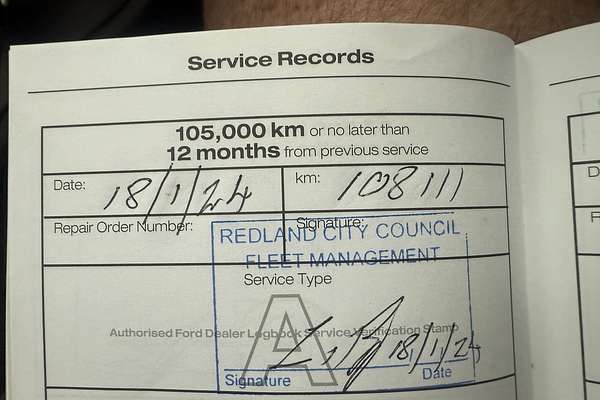 Service Records
105,000 km or no later than
12 months from previous service
Date: 18/1/24 km: 108111
Repair Order Number: Signature:
REDLAND CITY COUNCIL
FLEET MANAGEMENT
Service Type
A
Authorised Ford Dealer Logbook Service Verification Stamp
18/1/24
Signature Date